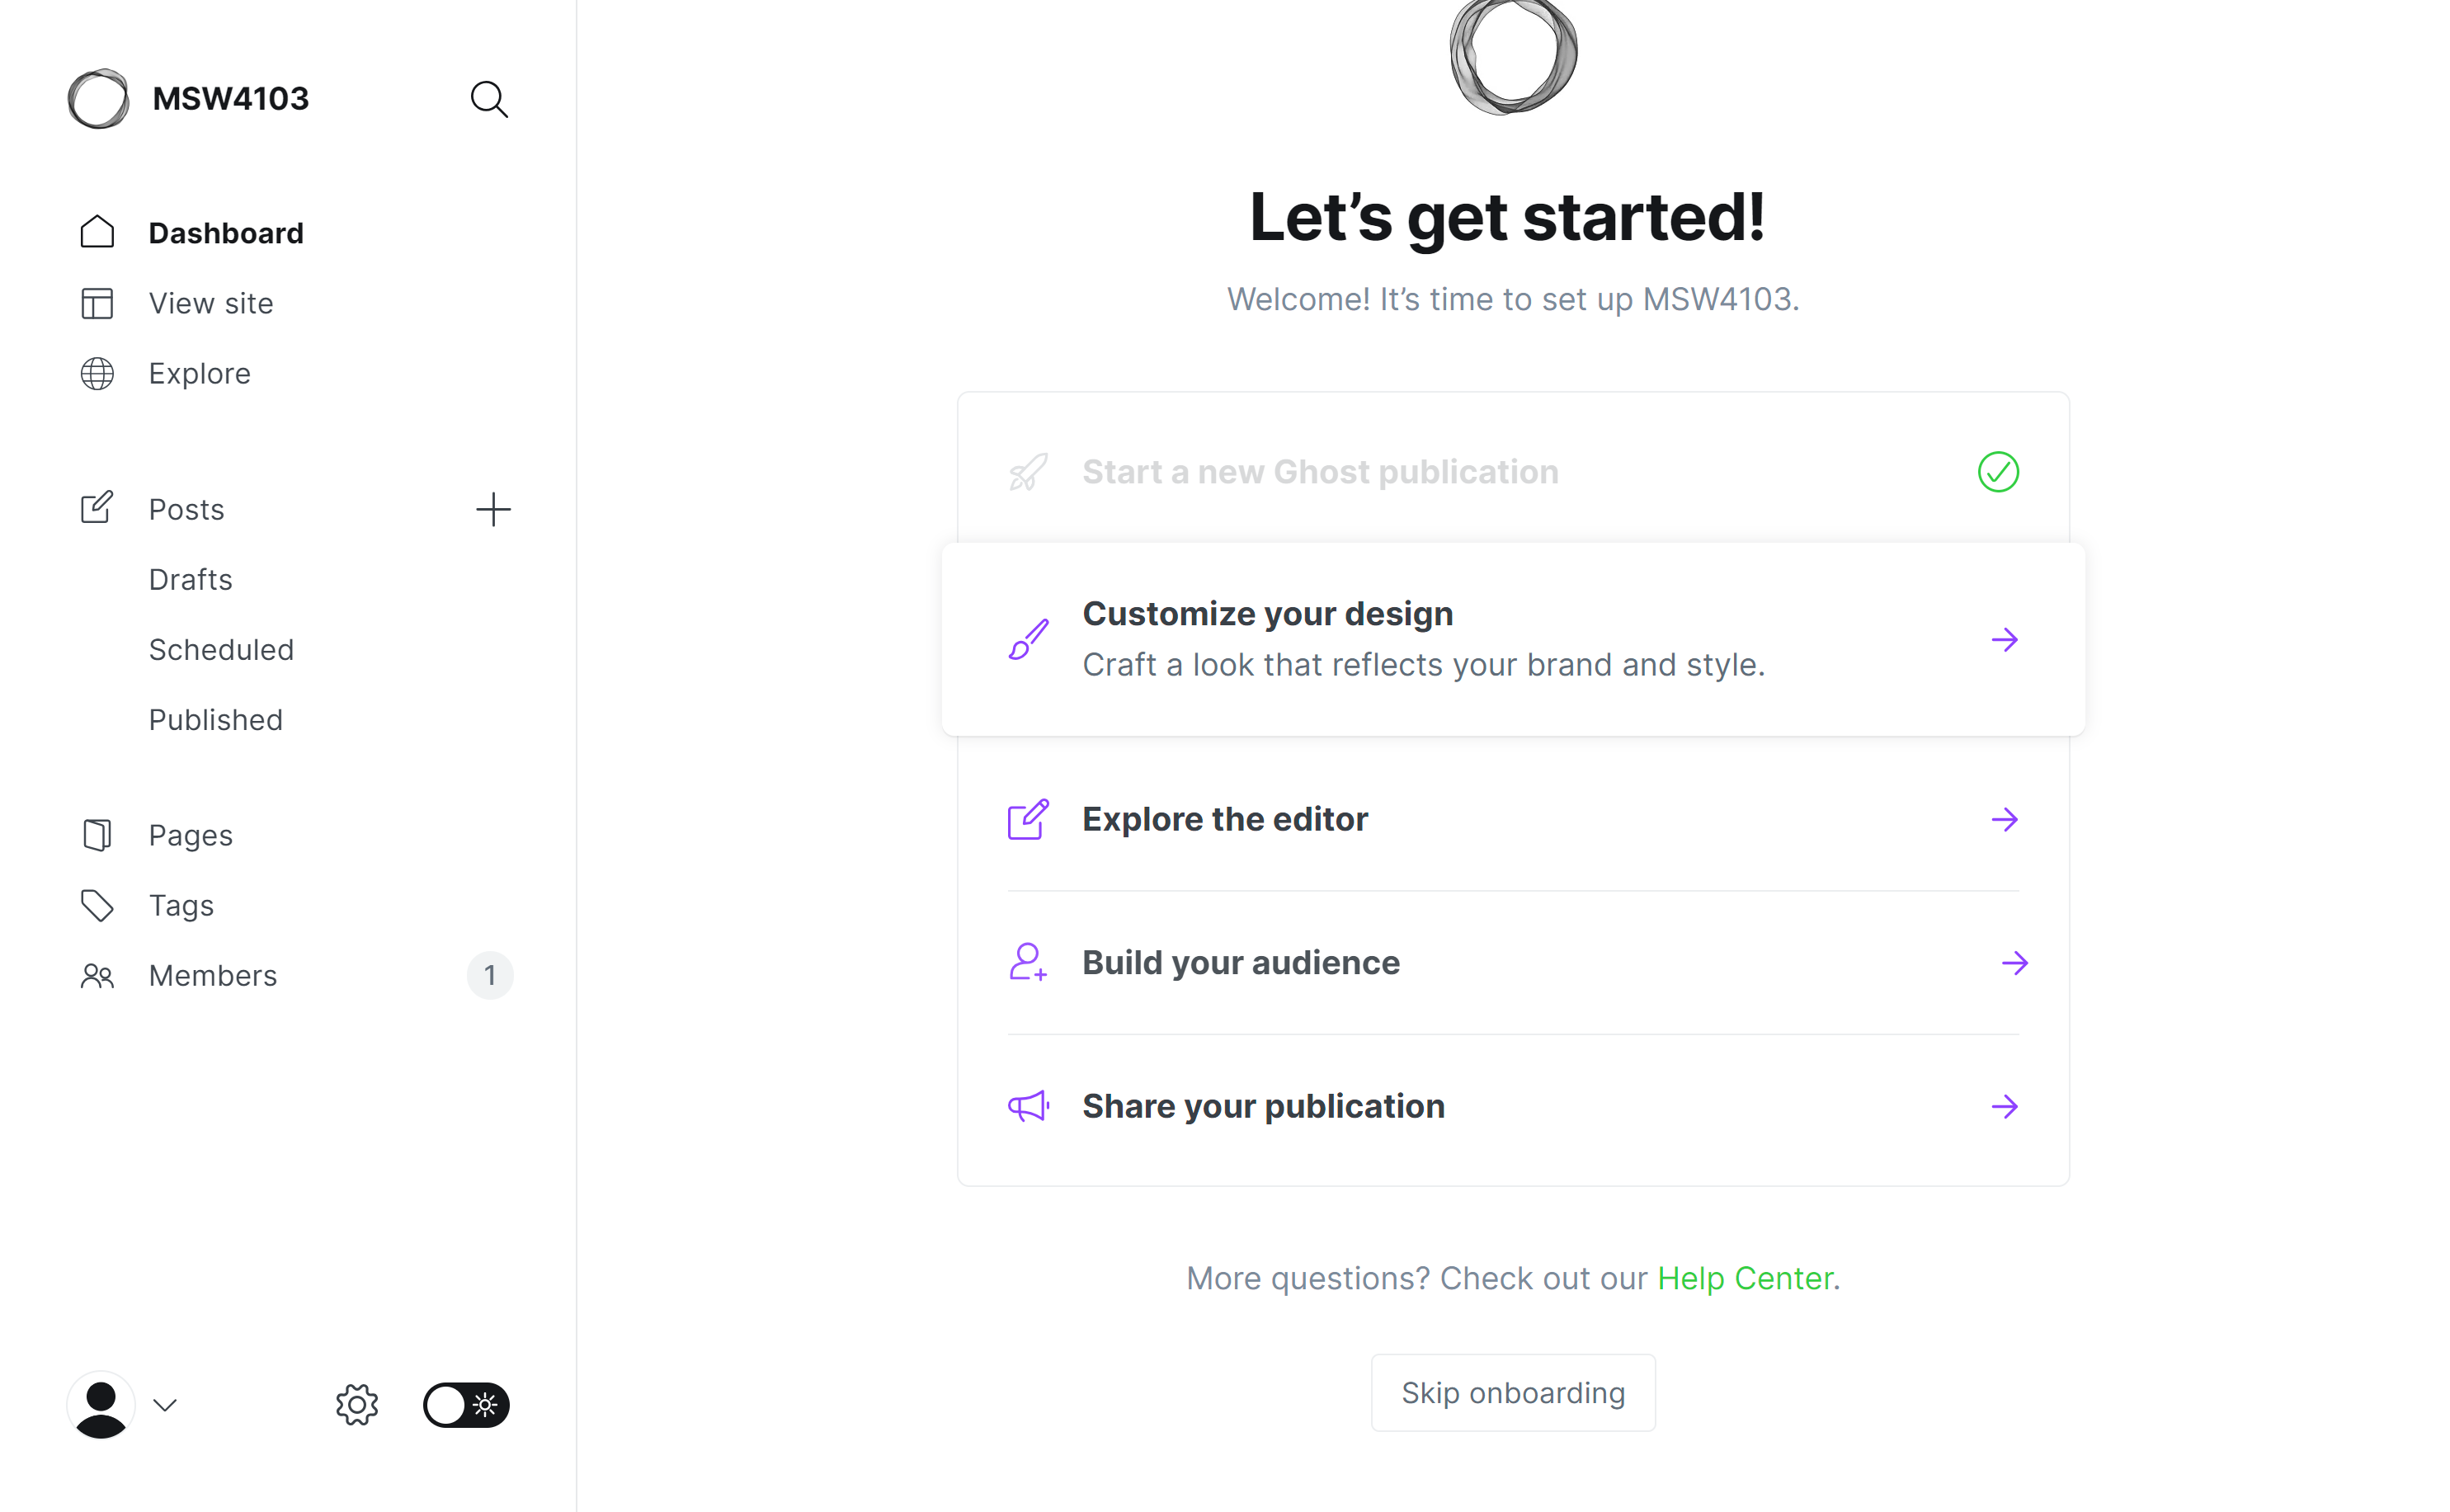 MSW4103
Dashboard
View site
Explore
Posts
Drafts
Scheduled
Published
Pages
Tags
Members
1
Let’s get started!
Welcome! It’s time to set up MSW4103.
Start a new Ghost publication
Customize your design
Craft a look that reflects your brand and style.
Explore the editor
Build your audience
Share your publication
More questions? Check out our Help Center.
Skip onboarding